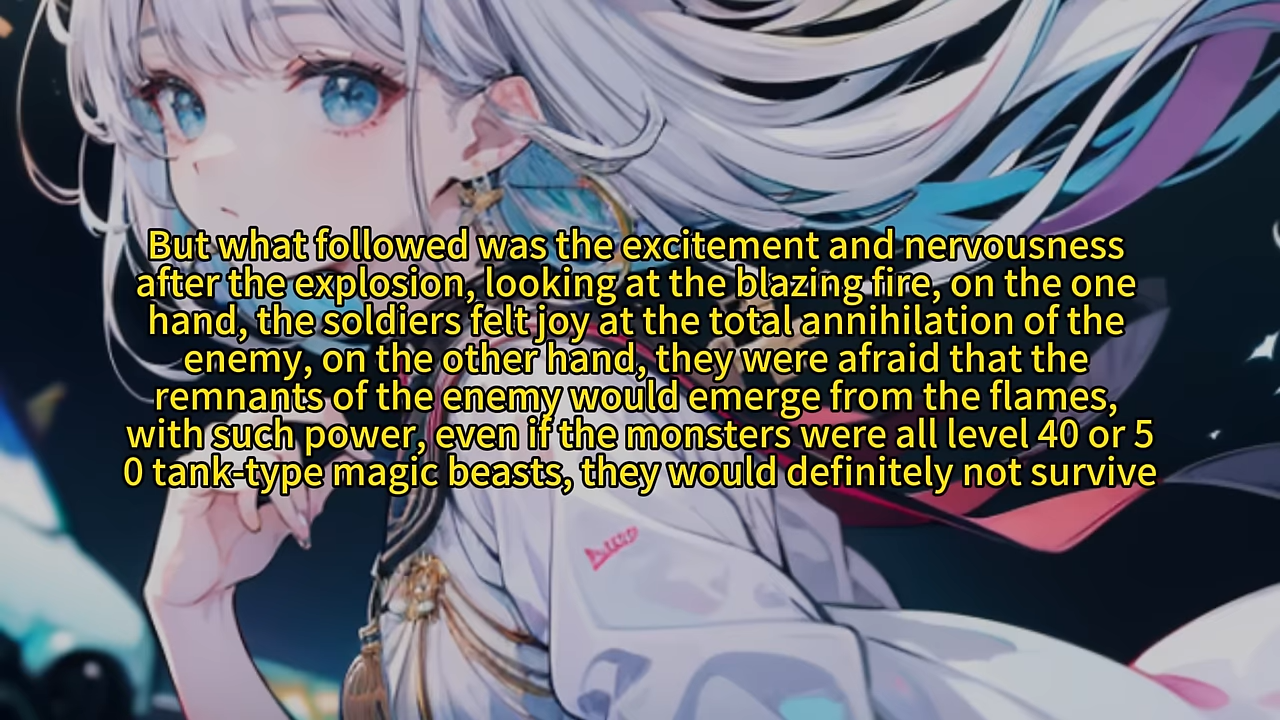 But what followed was the excitement and nervousness
after the explosion, looking at the blazing fire, on the one
hand, the soldiers felt joy at the total annihilation of the
enemy, on the other hand, they were afraid that the
remnants of the enemy would emerge from the flames,
with such power, even if the monsters were all level 40 or 5
0 tank-type magic beasts, they would definitely not survive